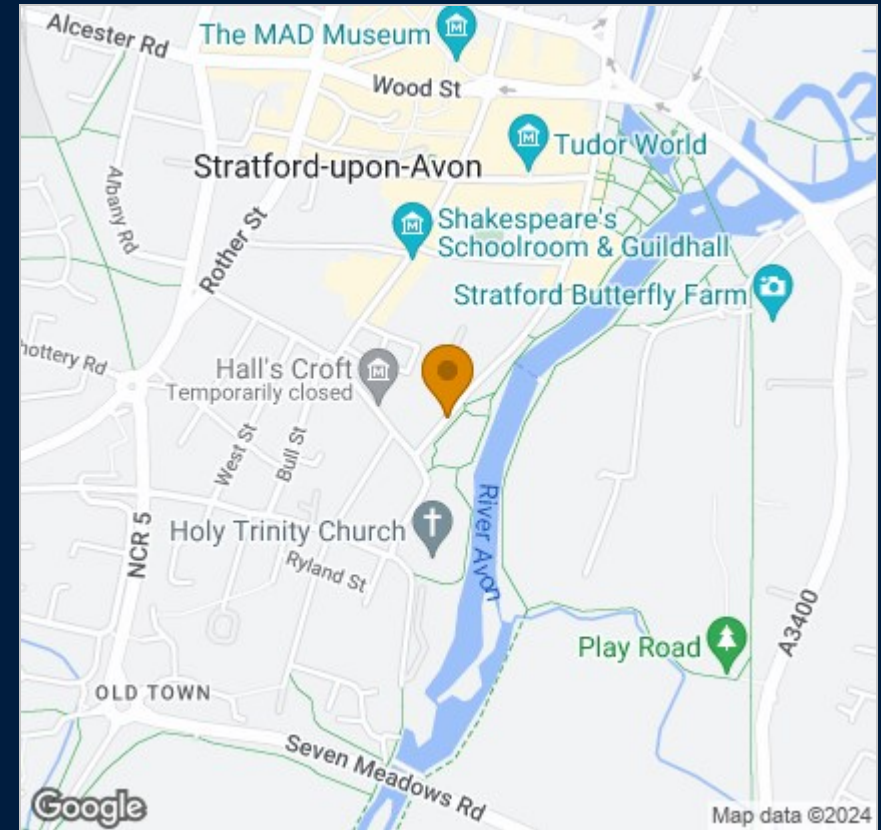 Alcester Rd
The MAD Museum
Wood St
Tudor World
Stratford-upon-Avon
Albany Rd
Rother St
Shakespeare's
Schoolroom & Guildhall
Stratford Butterfly Farm
hottery Rd
Hall's Croft
Temporarily closed
West St
Bull St
River Avon
Holy Trinity Church
NCR 5
Ryland St
A3400
Play Road
OLD TOWN
Seven Meadows Rd
Google
Map data ©2024